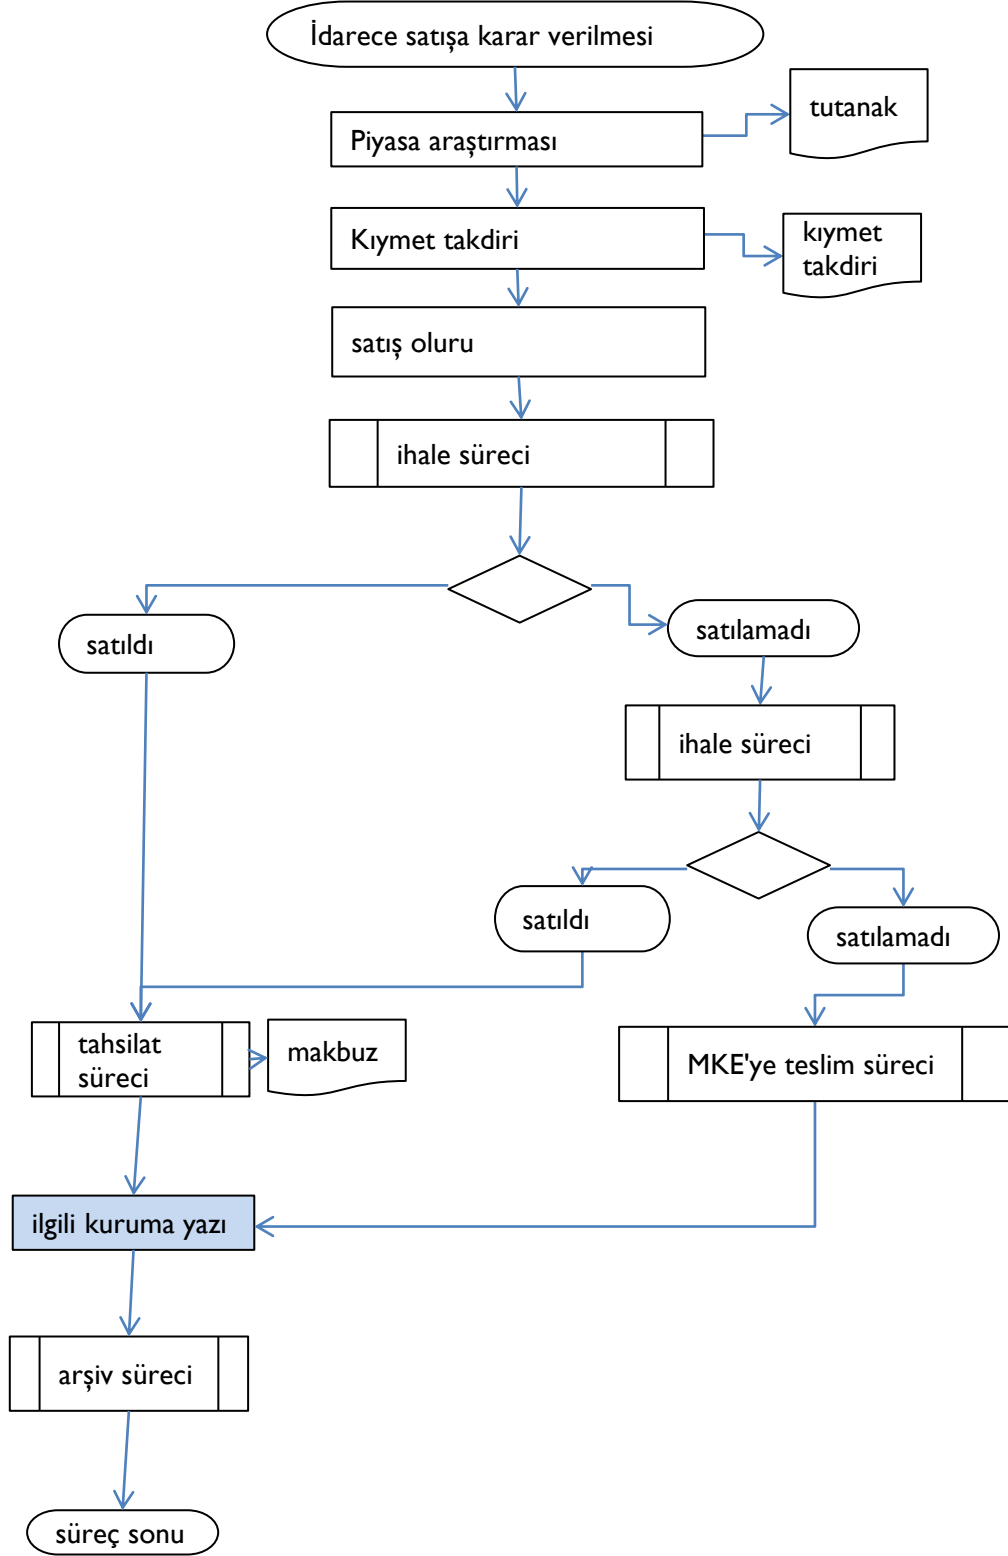 İdarece satışa karar verilmesi
tutanak
Piyasa araştırması
kıymet
takdiri
Kıymet takdiri
satış oluru
ihale süreci
satıldı
satılamadı
ihale süreci
satıldı
satılamadı
tahsilat
süreci
makbuz
MKE'ye teslim süreci
ilgili kuruma yazı
arşiv süreci
süreç sonu